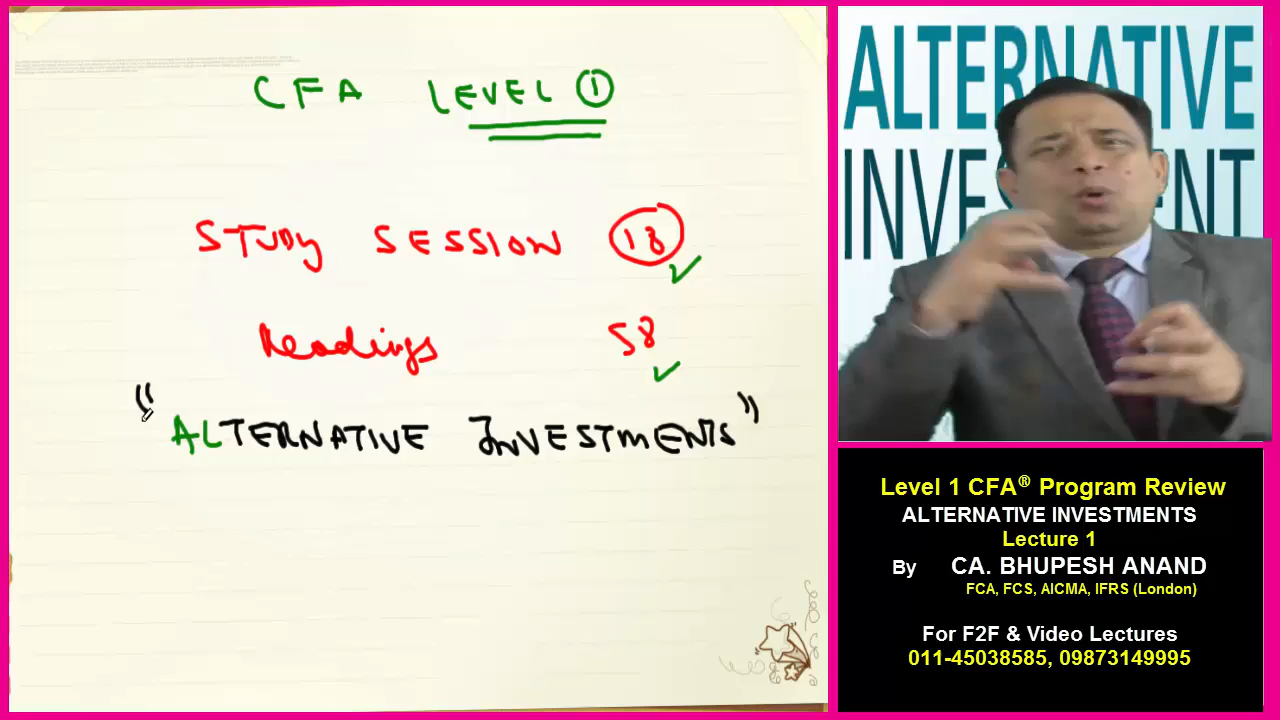 CFA LEVEL 1
STUDY SESSION 18
Readings 58
"ALTERNATIVE INVESTMENTS"
ALTERNATIVE
INVESTMENT
Level 1 CFA® Program Review
ALTERNATIVE INVESTMENTS
Lecture 1
By CA. BHUPESH ANAND
FCA, FCS, AICMA, IFRS (London)
For F2F & Video Lectures
011-45038585, 09873149995